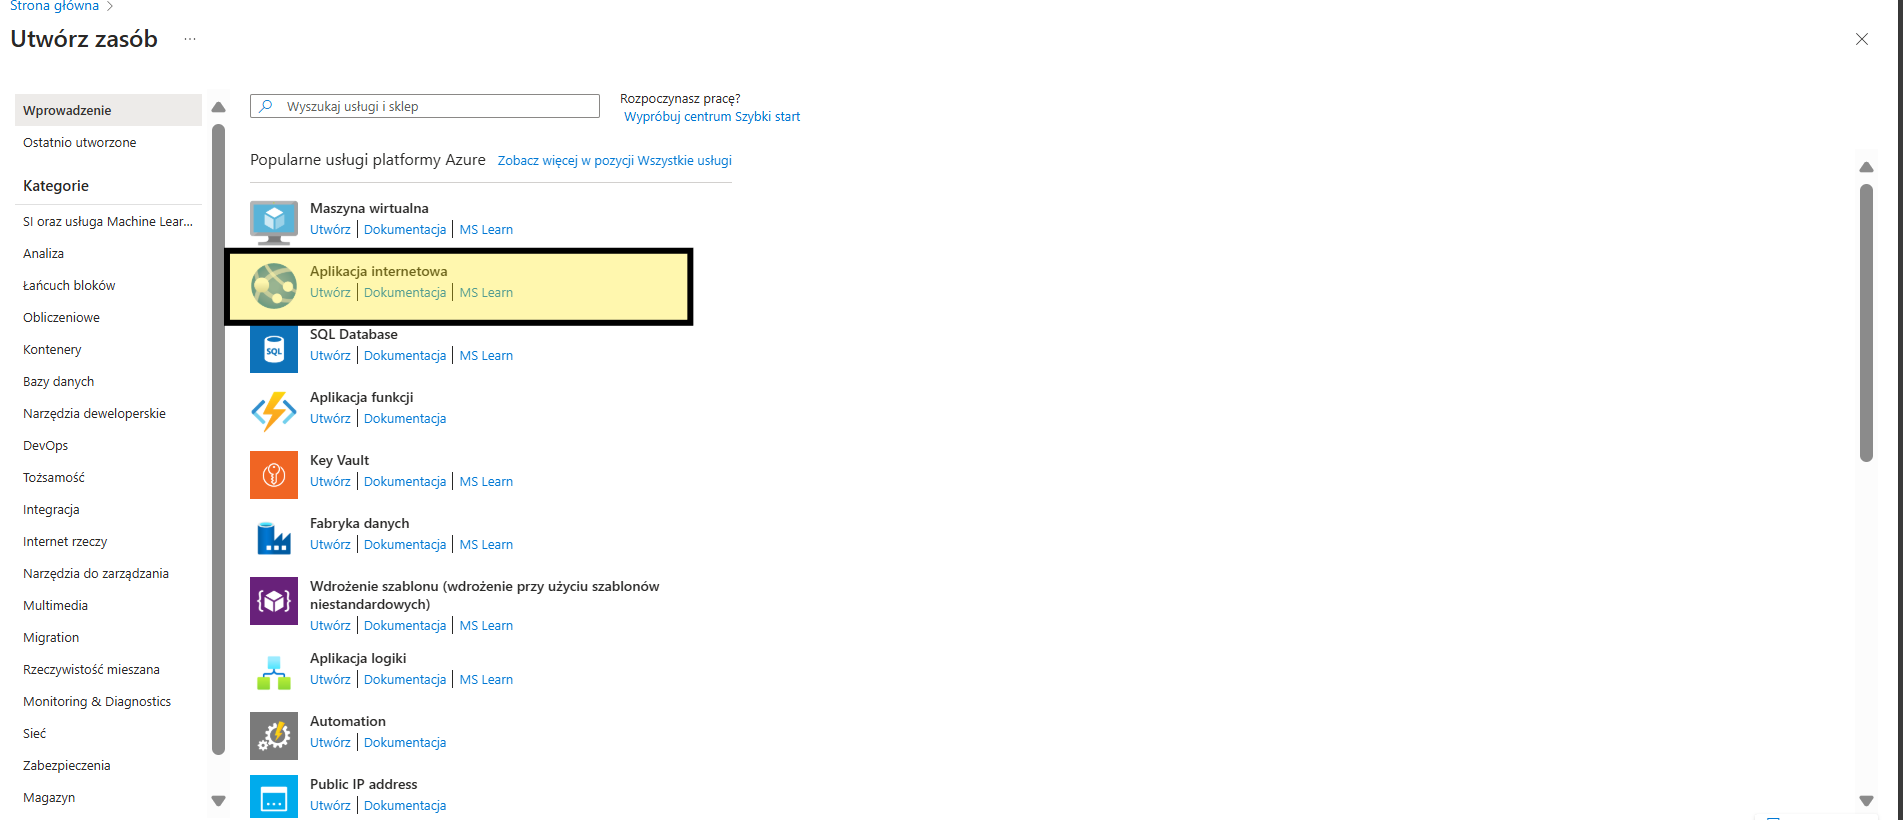 Strona główna
Utwórz zasób ...
Wprowadzenie
Ostatnio utworzone
Kategorie
SI oraz usługa Machine Lear...
Analiza
Łańcuch bloków
Obliczeniowe
Kontenery
Bazy danych
Narzędzia deweloperskie
DevOps
Tożsamość
Integracja
Internet rzeczy
Narzędzia do zarządzania
Multimedia
Migration
Rzeczywistość mieszana
Monitoring & Diagnostics
Sieć
Zabezpieczenia
Magazyn
Wyszukaj usługi i sklep
Rozpoczynasz pracę?
Wypróbuj centrum Szybki start
Popularne usługi platformy Azure Zobacz więcej w pozycji Wszystkie usługi
Maszyna wirtualna
Utwórz | Dokumentacja | MS Learn
Aplikacja internetowa
Utwórz | Dokumentacja | MS Learn
SQL Database
SQL
Utwórz | Dokumentacja | MS Learn
Aplikacja funkcji
Utwórz | Dokumentacja
Key Vault
Utwórz | Dokumentacja | MS Learn
Fabryka danych
Utwórz | Dokumentacja | MS Learn
Wdrożenie szablonu (wdrożenie przy użyciu szablonów
niestandardowych)
Utwórz | Dokumentacja | MS Learn
Aplikacja logiki
Utwórz | Dokumentacja | MS Learn
Automation
Utwórz | Dokumentacja
Public IP address
Utwórz | Dokumentacja